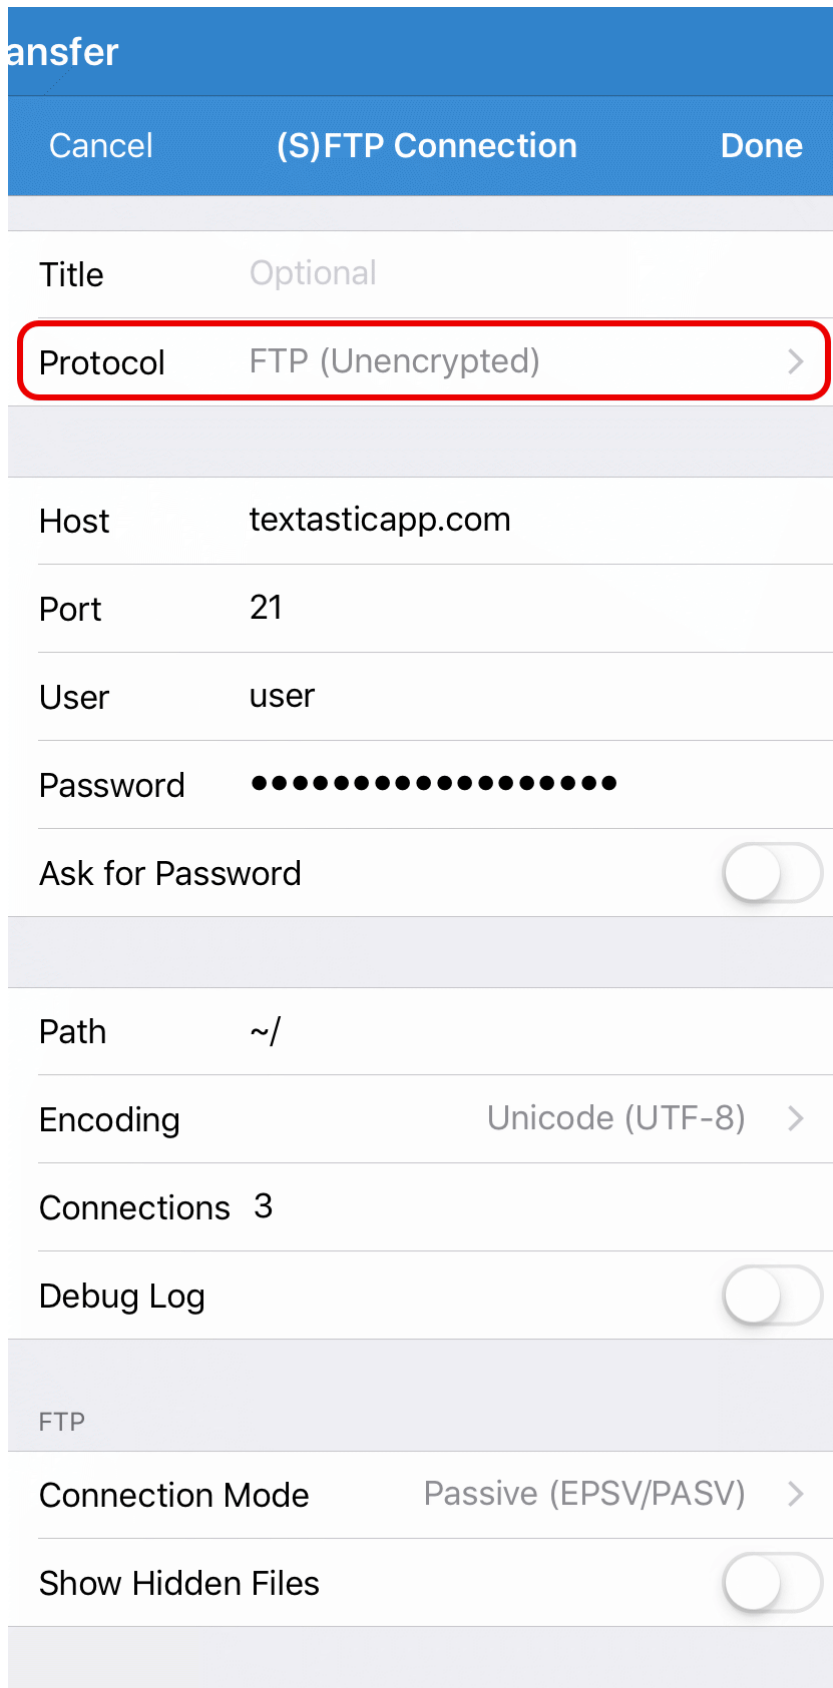 ansfer
Cancel (S)FTP Connection Done
Title Optional
Protocol FTP (Unencrypted)
Host textasticapp.com
Port 21
User user
Password ●●●●●●●●●●●●●●●●●●
Ask for Password
Path ~/
Encoding Unicode (UTF-8)
Connections 3
Debug Log
FTP
Connection Mode Passive (EPSV/PASV)
Show Hidden Files